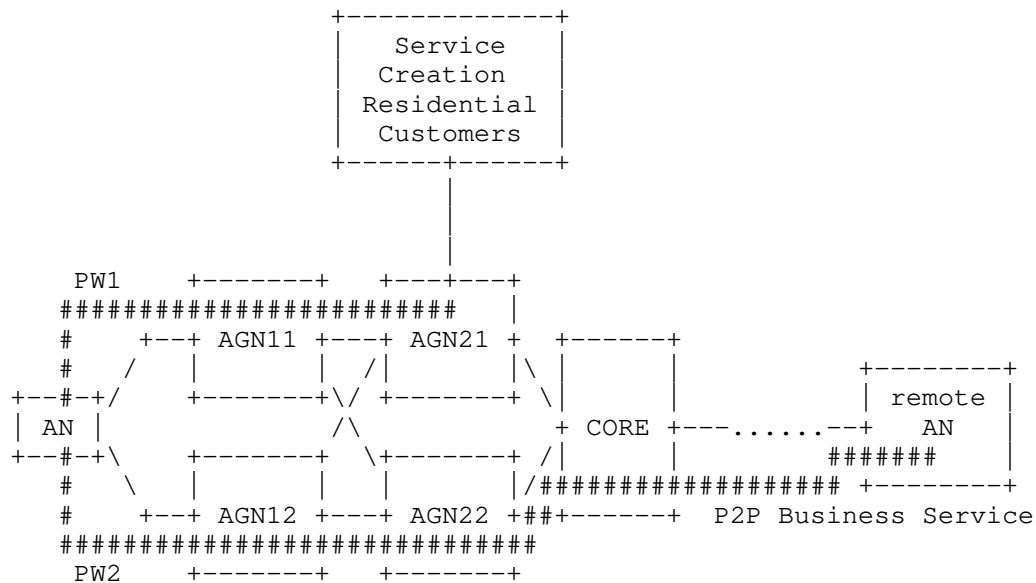 Service
Creation
Residential
Customers
PW1
AGN11 AGN21
remote
AN CORE ...... AN
AGN12 AGN22
P2P Business Service
PW2